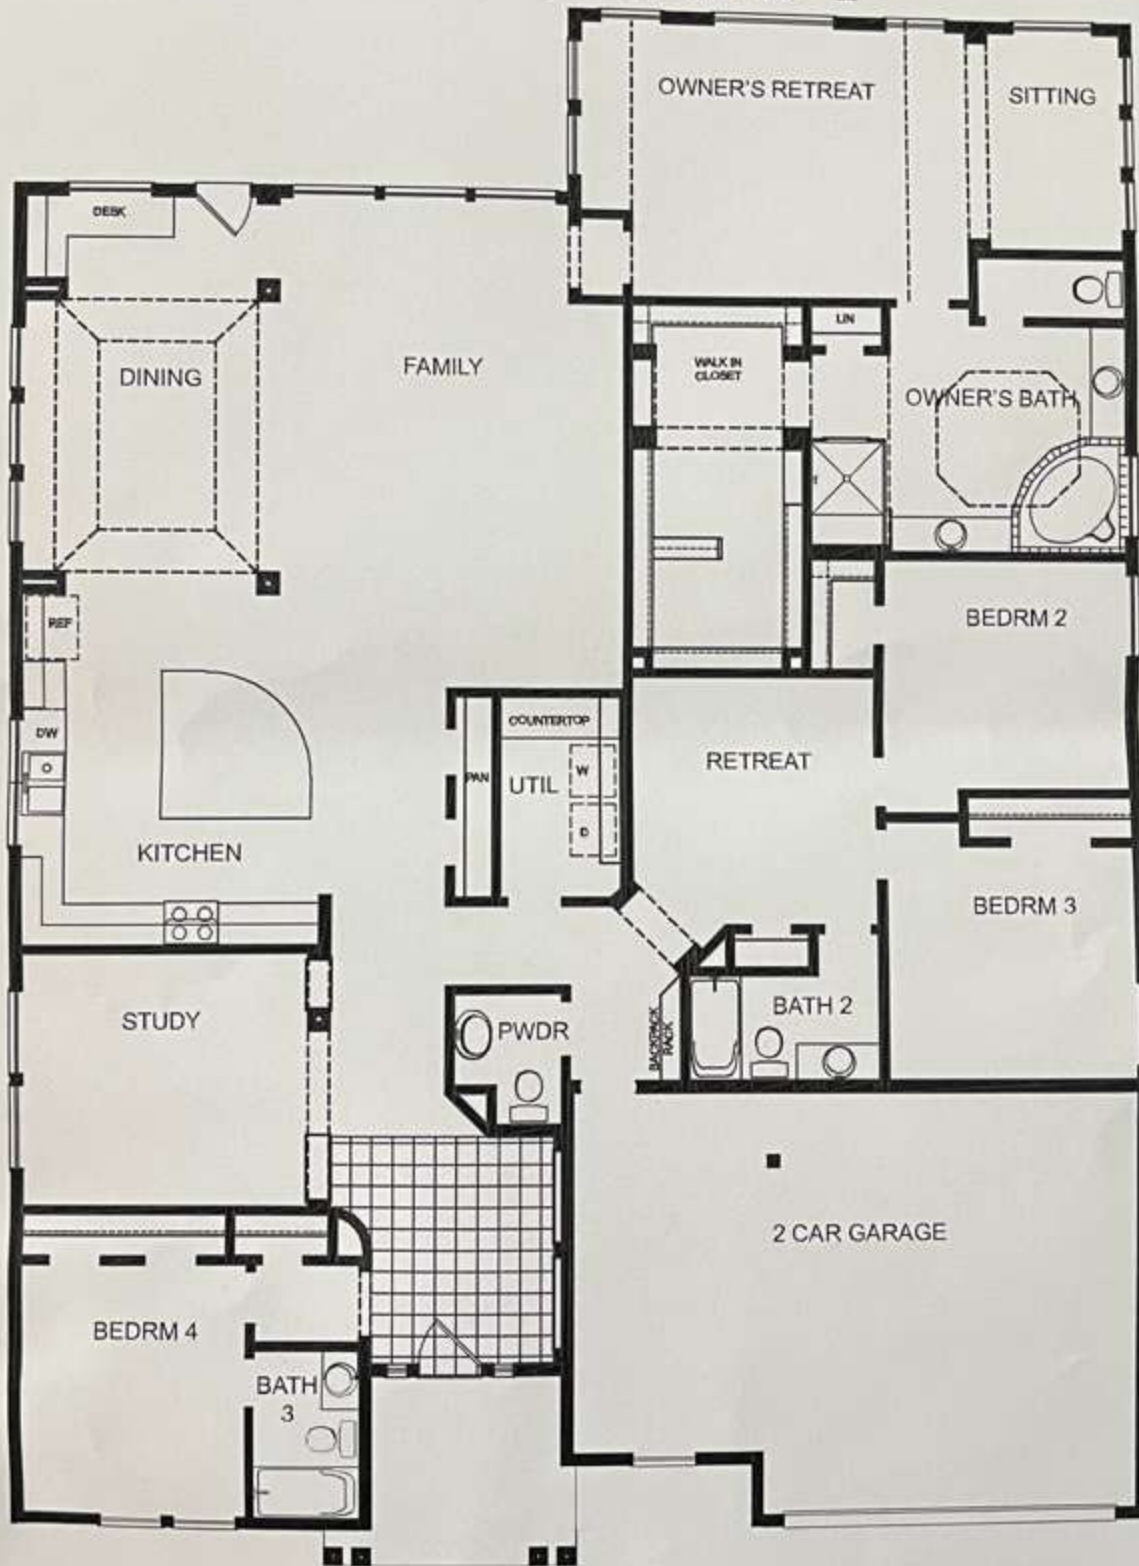 OWNER'S RETREAT
SITTING
DESK
DINING
FAMILY
WALK IN
CLOSET
LIN
OWNER'S BATH
REF
BEDRM 2
DW
COUNTERTOP
PAN
UTIL
W
D
RETREAT
KITCHEN
BEDRM 3
STUDY
PWDR
BACKPACK
RACK
BATH 2
2 CAR GARAGE
BEDRM 4
BATH
3